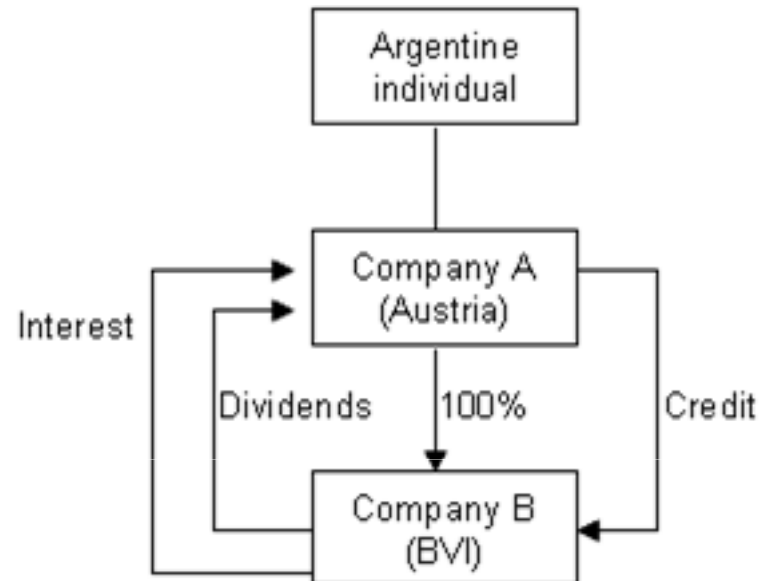 Argentine
individual
Company A
(Austria)
Interest
Dividends
100%
Credit
Company B
(BVI)